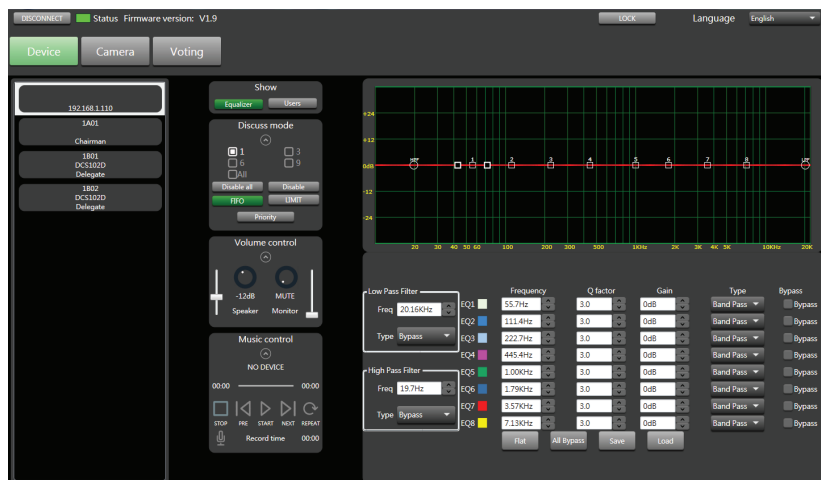 DISCONNECT Status Firmware version: V1.9 LOCK Language English
Device Camera Voting
192.168.1.110
1A01
Chairman
1B01
DCS102D
Delegate
1B02
DCS102D
Delegate
Show
Equalizer Users
Discuss mode
1 3
6 9
All
Disable all Disable
FIFO LIMIT
Priority
Volume control
-12dB MUTE
Speaker Monitor
Music control
NO DEVICE
00:00 00:00
STOP PRE START NEXT REPEAT
Record time 00:00
+24
+12
0dB 1 2 3 4 5 6 7 8
-12
-24
20 30 40 50 60 100 200 300 500 1KHz 2K 3K 4K 5K 10KHz 20K
Low Pass Filter
Freq 20.16KHz
Type Bypass
High Pass Filter
Freq 19.7Hz
Type Bypass
Frequency Q factor Gain Type Bypass
EQ1 55.7Hz 3.0 0dB Band Pass Bypass
EQ2 111.4Hz 3.0 0dB Band Pass Bypass
EQ3 222.7Hz 3.0 0dB Band Pass Bypass
EQ4 445.4Hz 3.0 0dB Band Pass Bypass
EQ5 1.00KHz 3.0 0dB Band Pass Bypass
EQ6 1.79KHz 3.0 0dB Band Pass Bypass
EQ7 3.57KHz 3.0 0dB Band Pass Bypass
EQ8 7.13KHz 3.0 0dB Band Pass Bypass
Flat All Bypass Save Load